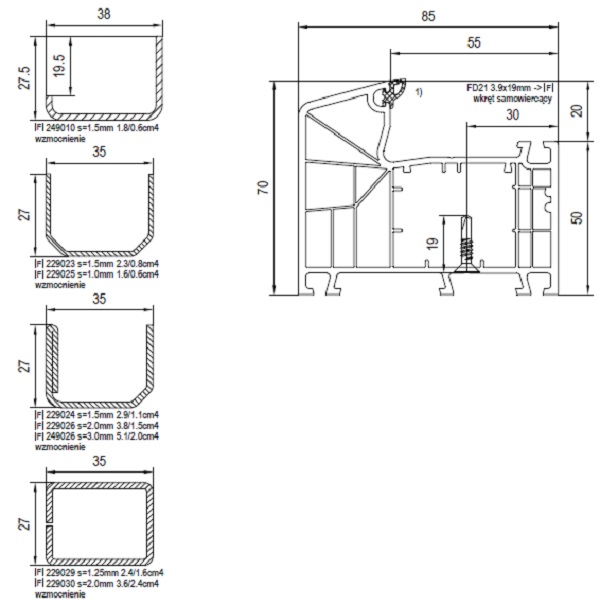 38
27.5
19.5
|F| 249010 s=1.5mm 1.8/0.6cm4
wzmocnienie
35
27
|F| 229023 s=1.5mm 2.3/0.8cm4
|F| 229025 s=1.0mm 1.6/0.6cm4
wzmocnienie
35
27
|F| 229024 s=1.5mm 2.9/1.1cm4
|F| 229026 s=2.0mm 3.8/1.5cm4
|F| 249026 s=3.0mm 5.1/2.0cm4
wzmocnienie
35
27
|F| 229029 s=1.25mm 2.4/1.6cm4
|F| 229030 s=2.0mm 3.6/2.4cm4
wzmocnienie
85
55
1)
FD21 3.9x19mm -> |F|
wkręt samowiercący
30
20
70
50
19